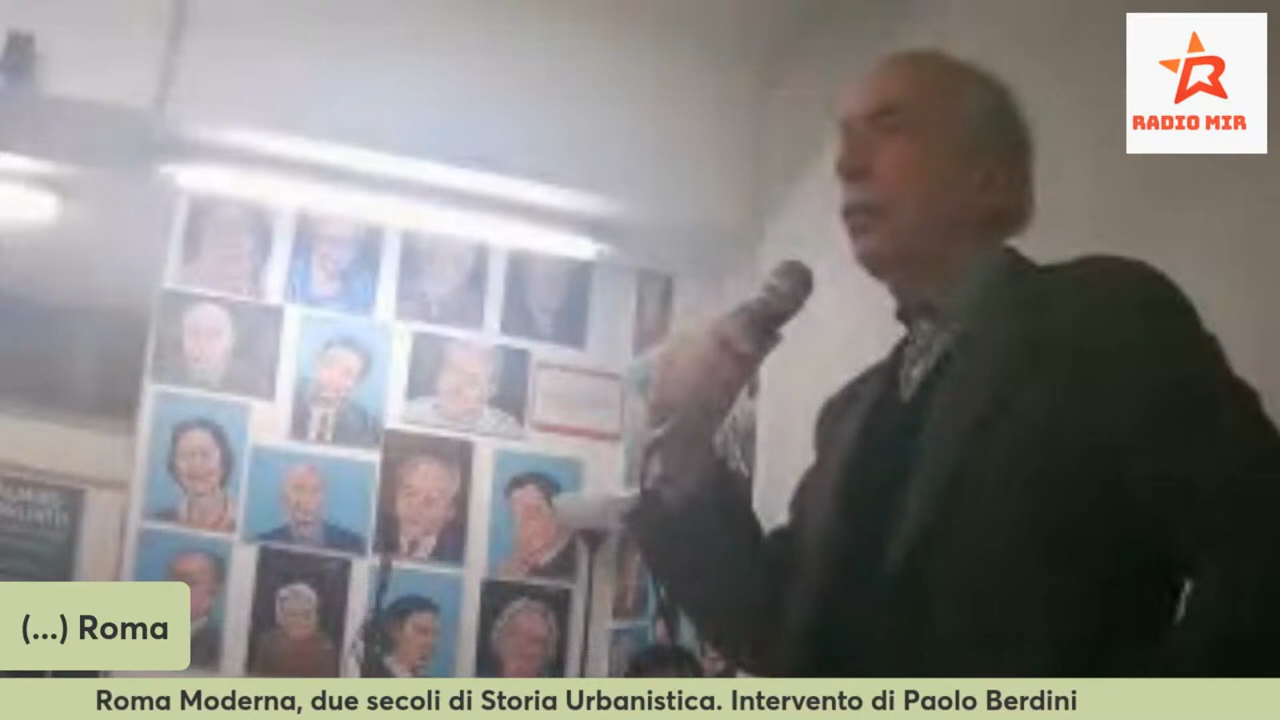 RADIO MIR
(...) Roma
Roma Moderna, due secoli di Storia Urbanistica. Intervento di Paolo Berdini